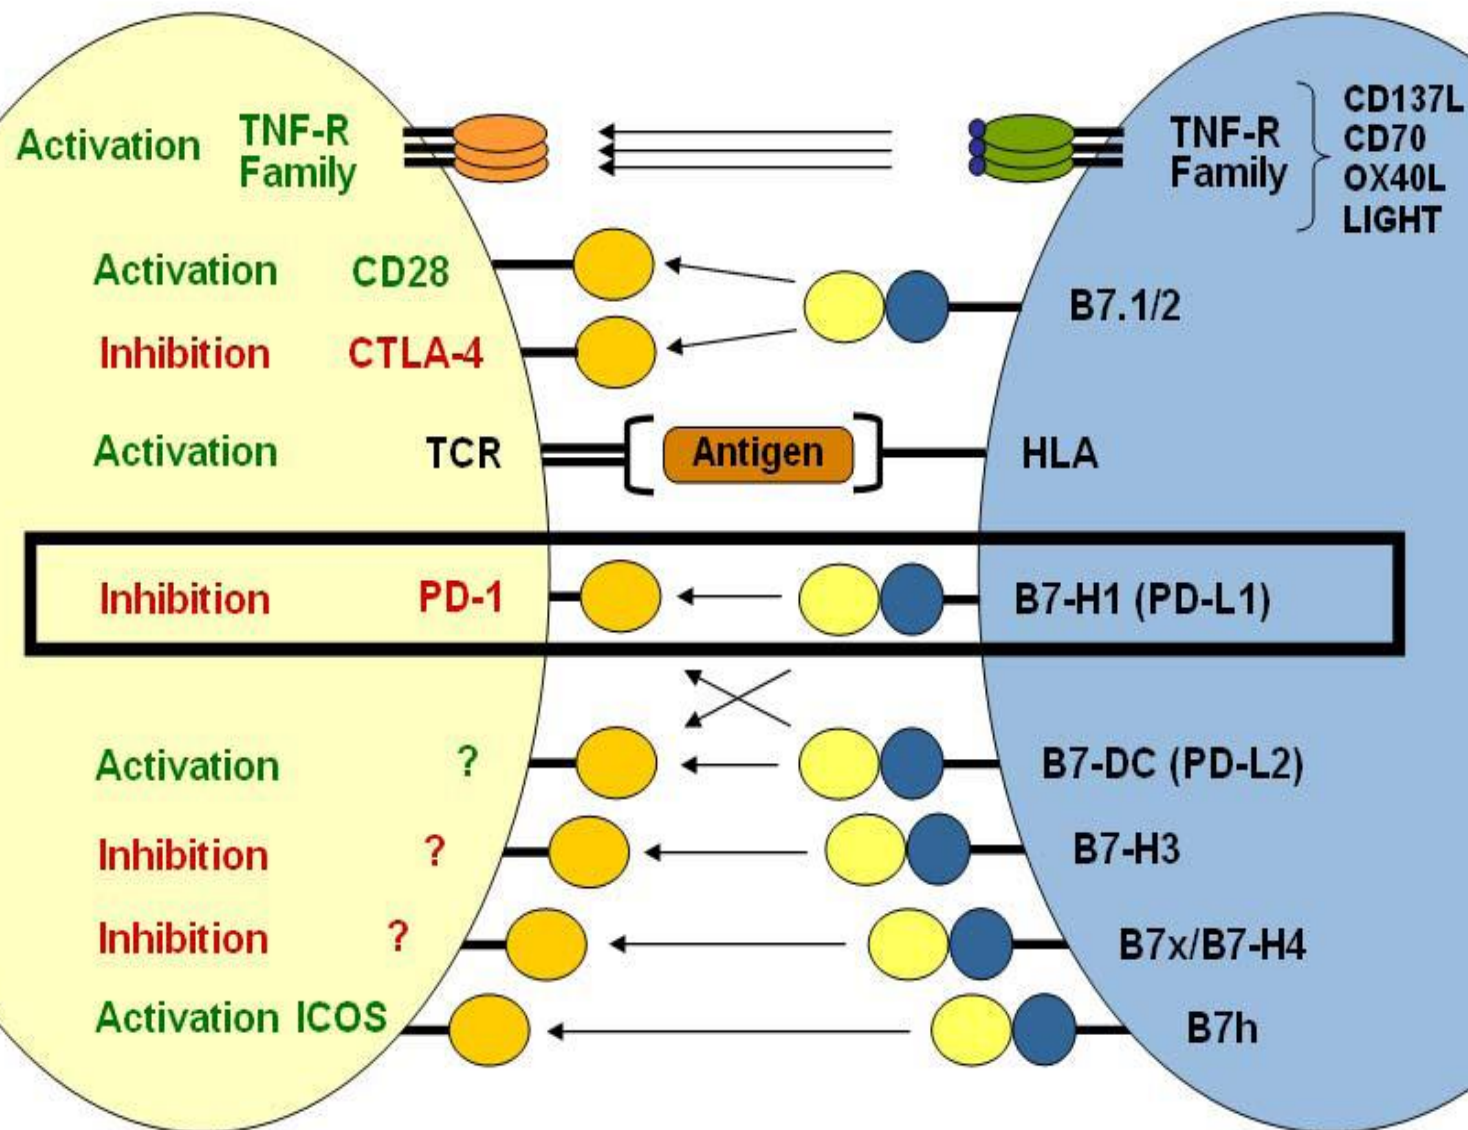 Activation TNF-R Family TNF-R Family CD137L
CD70
OX40L
LIGHT
Activation CD28 B7.1/2
Inhibition CTLA-4
Activation TCR Antigen HLA
Inhibition PD-1 B7-H1 (PD-L1)
Activation ? B7-DC (PD-L2)
Inhibition ? B7-H3
Inhibition ? B7x/B7-H4
Activation ICOS B7h